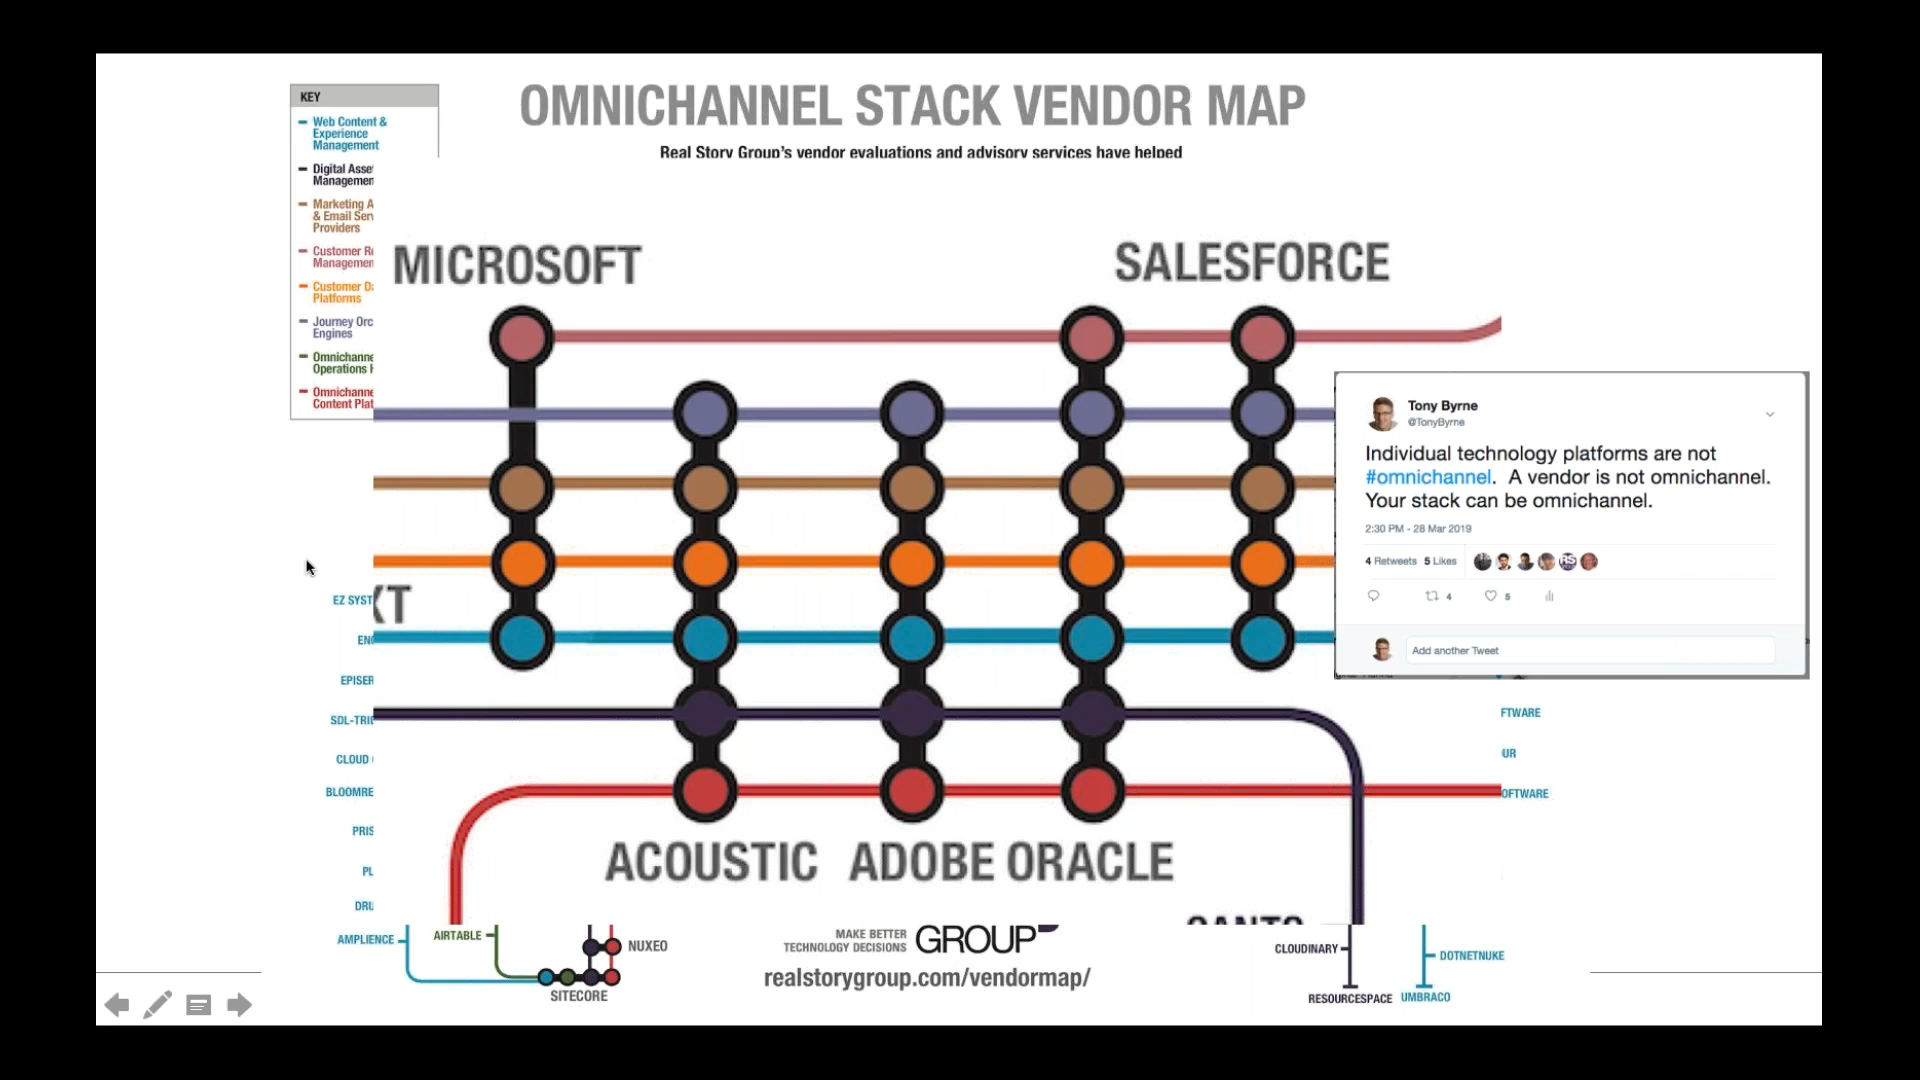 OMNICHANNEL STACK VENDOR MAP
Real Story Group's vendor evaluations and advisory services have helped
KEY
Web Content &
Experience
Management
Digital Asse
Managemen
Marketing A
& Email Ser
Providers
Customer R
Managemen
Customer D
Platforms
Journey Orc
Engines
Omnichanne
Operations
Omnichanne
Content Plat
MICROSOFT
SALESFORCE
Tony Byrne
@TonyByrne
Individual technology platforms are not
#omnichannel. A vendor is not omnichannel.
Your stack can be omnichannel.
2:30 PM - 28 Mar 2019
4 Retweets 5 Likes
4
5
Add another Tweet
XT
EZ SYST
EN
EPISER
SDL-TRI
CLOUD
BLOOMRE
PRIS
PL
DRU
AMPLIENCE
AIRTABLE
NUXEO
SITECORE
ACOUSTIC ADOBE ORACLE
FTWARE
UR
OFTWARE
MAKE BETTER
TECHNOLOGY DECISIONS
GROUP
realstorygroup.com/vendormap/
CLOUDINARY
DOTNETNUKE
RESOURCESPACE
UMBRACO